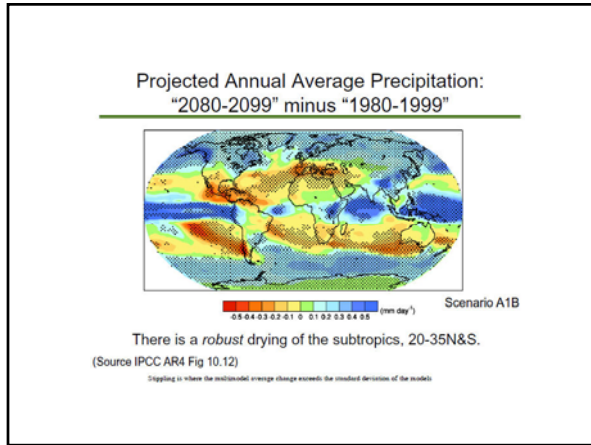 Projected Annual Average Precipitation:
“2080-2099” minus “1980-1999”
-0.5 -0.4 -0.3 -0.2 -0.1 0 0.1 0.2 0.3 0.4 0.5 (mm day⁻¹)
Scenario A1B
There is a robust drying of the subtropics, 20-35N&S.
(Source IPCC AR4 Fig 10.12)
Stippling is where the multimodel average change exceeds the standard deviation of the models